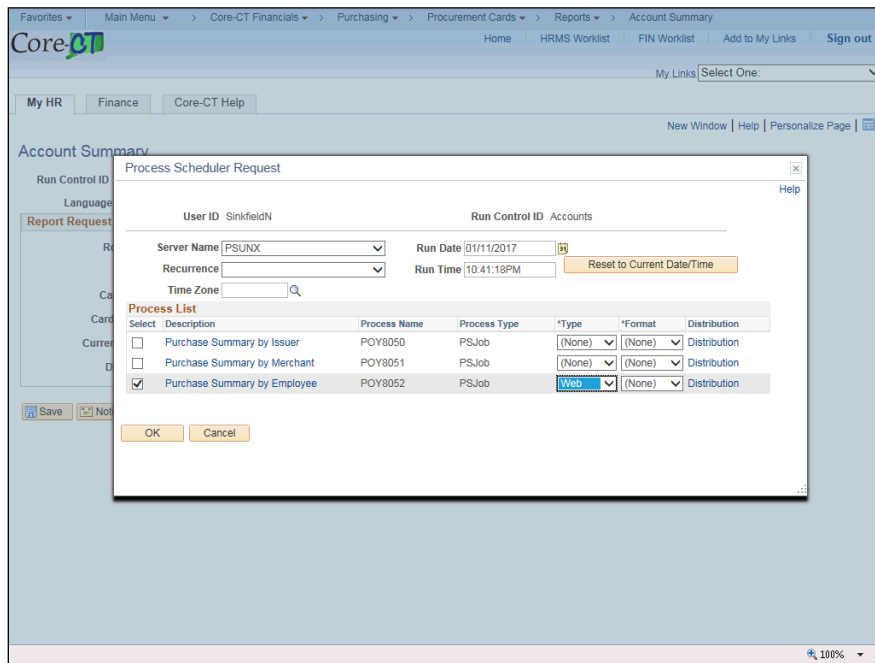 Favorites Main Menu > Core-CT Financials > Purchasing > Procurement Cards > Reports > Account Summary
Core-CT
Home HRMS Worklist FIN Worklist Add to My Links Sign out
My Links Select One:
My HR Finance Core-CT Help
New Window | Help | Personalize Page |
Account Summary
Process Scheduler Request
Run Control ID
Help
Language
User ID SinkfieldN Run Control ID Accounts
Report Request
Server Name PSUNX Run Date 01/11/2017
Recurrence Run Time 10:41:18PM Reset to Current Date/Time
Time Zone
Ca
Process List
Card
Select Description Process Name Process Type *Type *Format Distribution
Curren
Purchase Summary by Issuer POY8050 PSJob (None) (None) Distribution
Purchase Summary by Merchant POY8051 PSJob (None) (None) Distribution
D
Purchase Summary by Employee POY8052 PSJob Web (None) Distribution
Save Noti
OK Cancel
100%